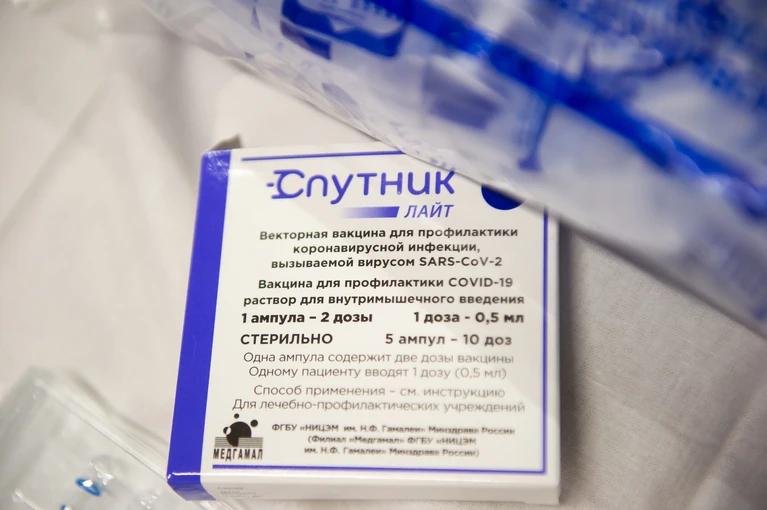 Спутник
ЛАЙТ
Векторная вакцина для профилактики
коронавирусной инфекции,
вызываемой вирусом SARS-CoV-2
Вакцина для профилактики COVID-19
раствор для внутримышечного введения
1 ампула – 2 дозы 1 доза - 0,5 мл
СТЕРИЛЬНО 5 ампул – 10 доз
Одна ампула содержит две дозы вакцины
Одному пациенту вводят 1 дозу (0,5 мл)
Способ применения – см. инструкцию
Для лечебно-профилактических учреждений
ФГБУ «НИЦЭМ им. Н.Ф. Гамалеи» Минздрава России
(Филиал «Медгамал» ФГБУ «НИЦЭМ
им. Н.Ф. Гамалеи» Минздрава России)
МЕДГАМАЛ